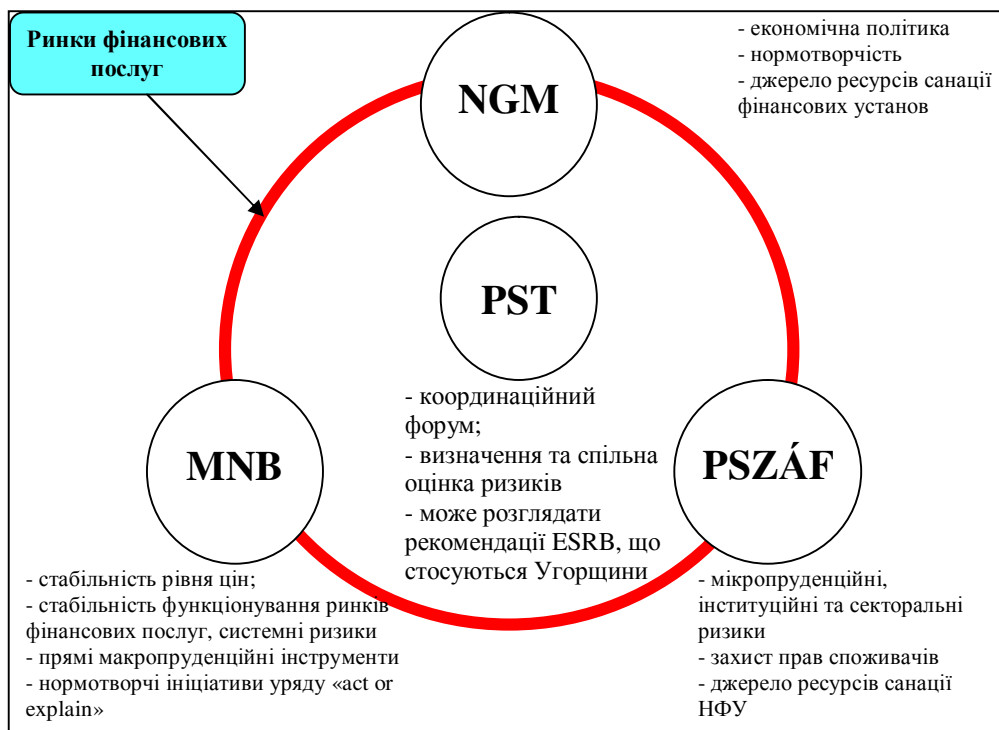 Ринки фінансових
послуг
NGM
- економічна політика
- нормотворчість
- джерело ресурсів санації
фінансових установ
PST
- координаційний
форум;
- визначення та спільна
оцінка ризиків
- може розглядати
рекомендації ESRB, що
стосуються Угорщини
MNB
- стабільність рівня цін;
- стабільність функціонування ринків
фінансових послуг, системні ризики
- прямі макропруденційні інструменти
- нормотворчі ініціативи уряду «act or
explain»
PSZÁF
- мікропруденційні,
інституційні та секторальні
ризики
- захист прав споживачів
- джерело ресурсів санації
НФУ